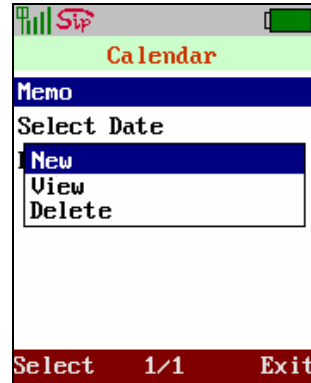 Sip
Calendar
Memo
Select Date
New
View
Delete
Select 1/1 Exit